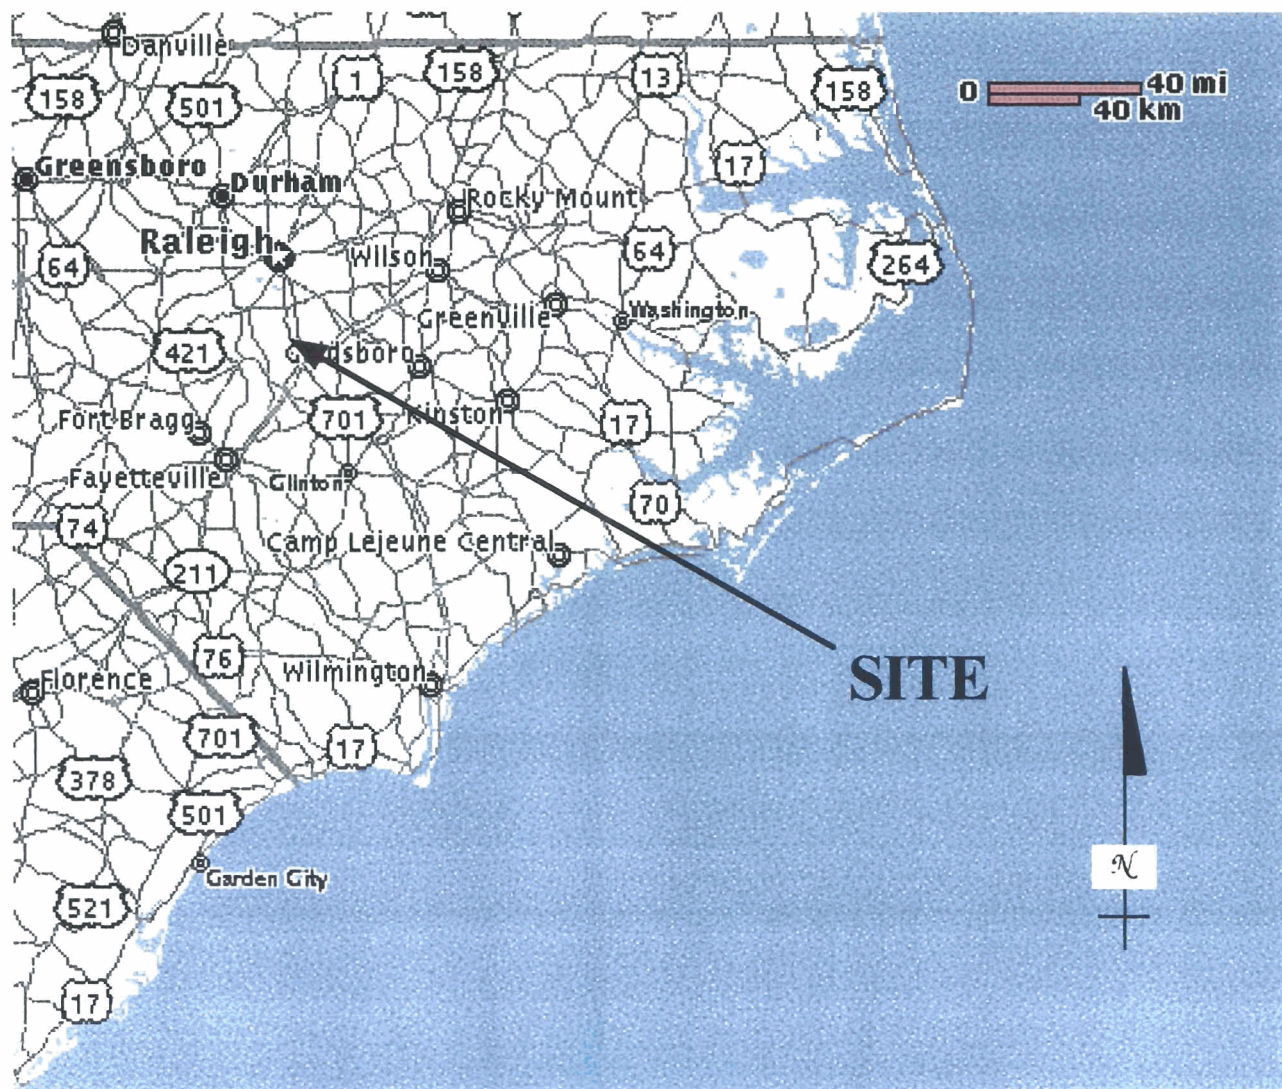 Danville
158
501
1
158
13
158
0
40 mi
40 km
17
Greensboro
Durham
Rocky Mount
Raleigh
64
Wilson
64
264
Greenville
Washington
421
701
Kinston
17
Fort Bragg
Fayetteville
Clinton
70
74
Camp Lejeune Central
211
76
Wilmington
SITE
Florence
701
17
378
501
N
Garden City
521
17